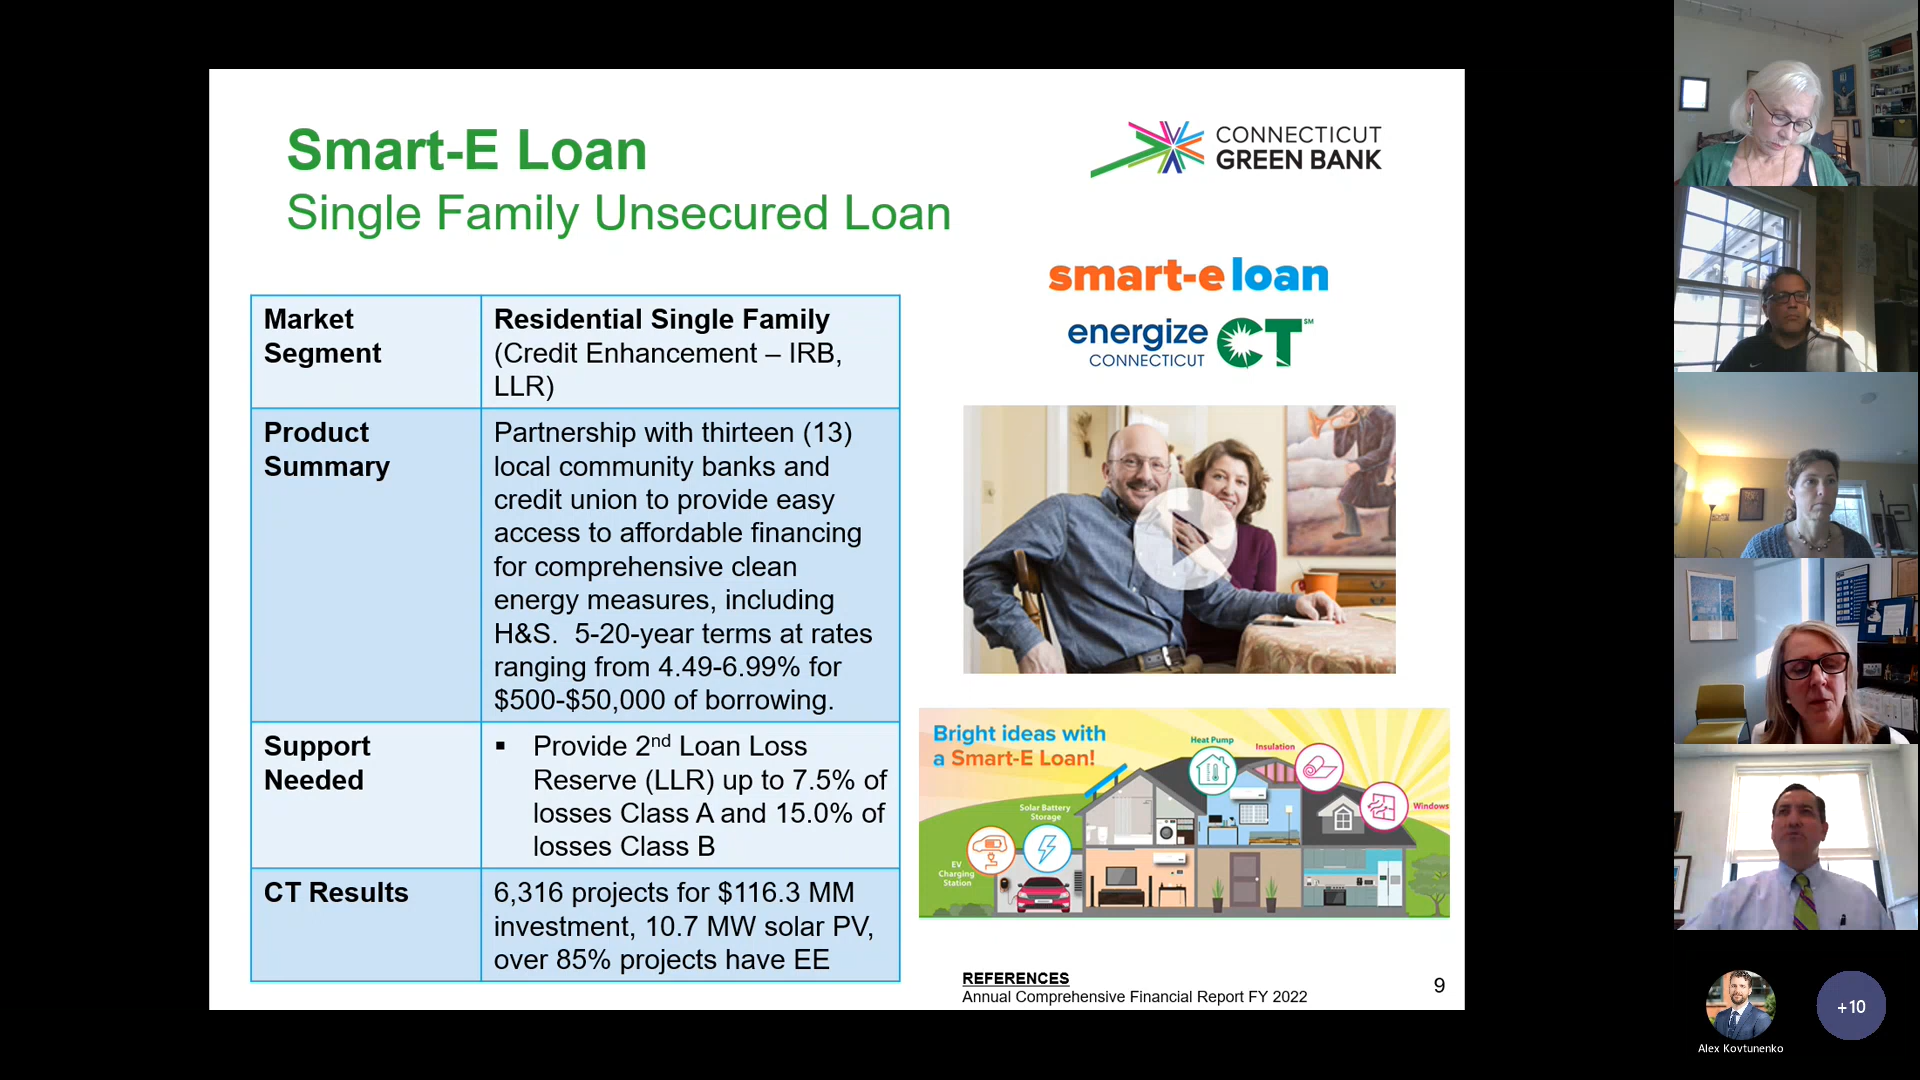 Smart-E Loan
Single Family Unsecured Loan
CONNECTICUT
GREEN BANK
smart-e loan
energize CT SM
CONNECTICUT
Market
Segment
Residential Single Family
(Credit Enhancement – IRB,
LLR)
Product
Summary
Partnership with thirteen (13)
local community banks and
credit union to provide easy
access to affordable financing
for comprehensive clean
energy measures, including
H&S.  5-20-year terms at rates
ranging from 4.49-6.99% for
$500-$50,000 of borrowing.
Support
Needed
▪ Provide 2nd Loan Loss
Reserve (LLR) up to 7.5% of
losses Class A and 15.0% of
losses Class B
CT Results
6,316 projects for $116.3 MM
investment, 10.7 MW solar PV,
over 85% projects have EE
Bright ideas with
a Smart-E Loan!
Heat Pump
Insulation
Windows
Solar Battery
Storage
EV
Charging
Station
REFERENCES
Annual Comprehensive Financial Report FY 2022
9
Alex Kovtunenko
+10